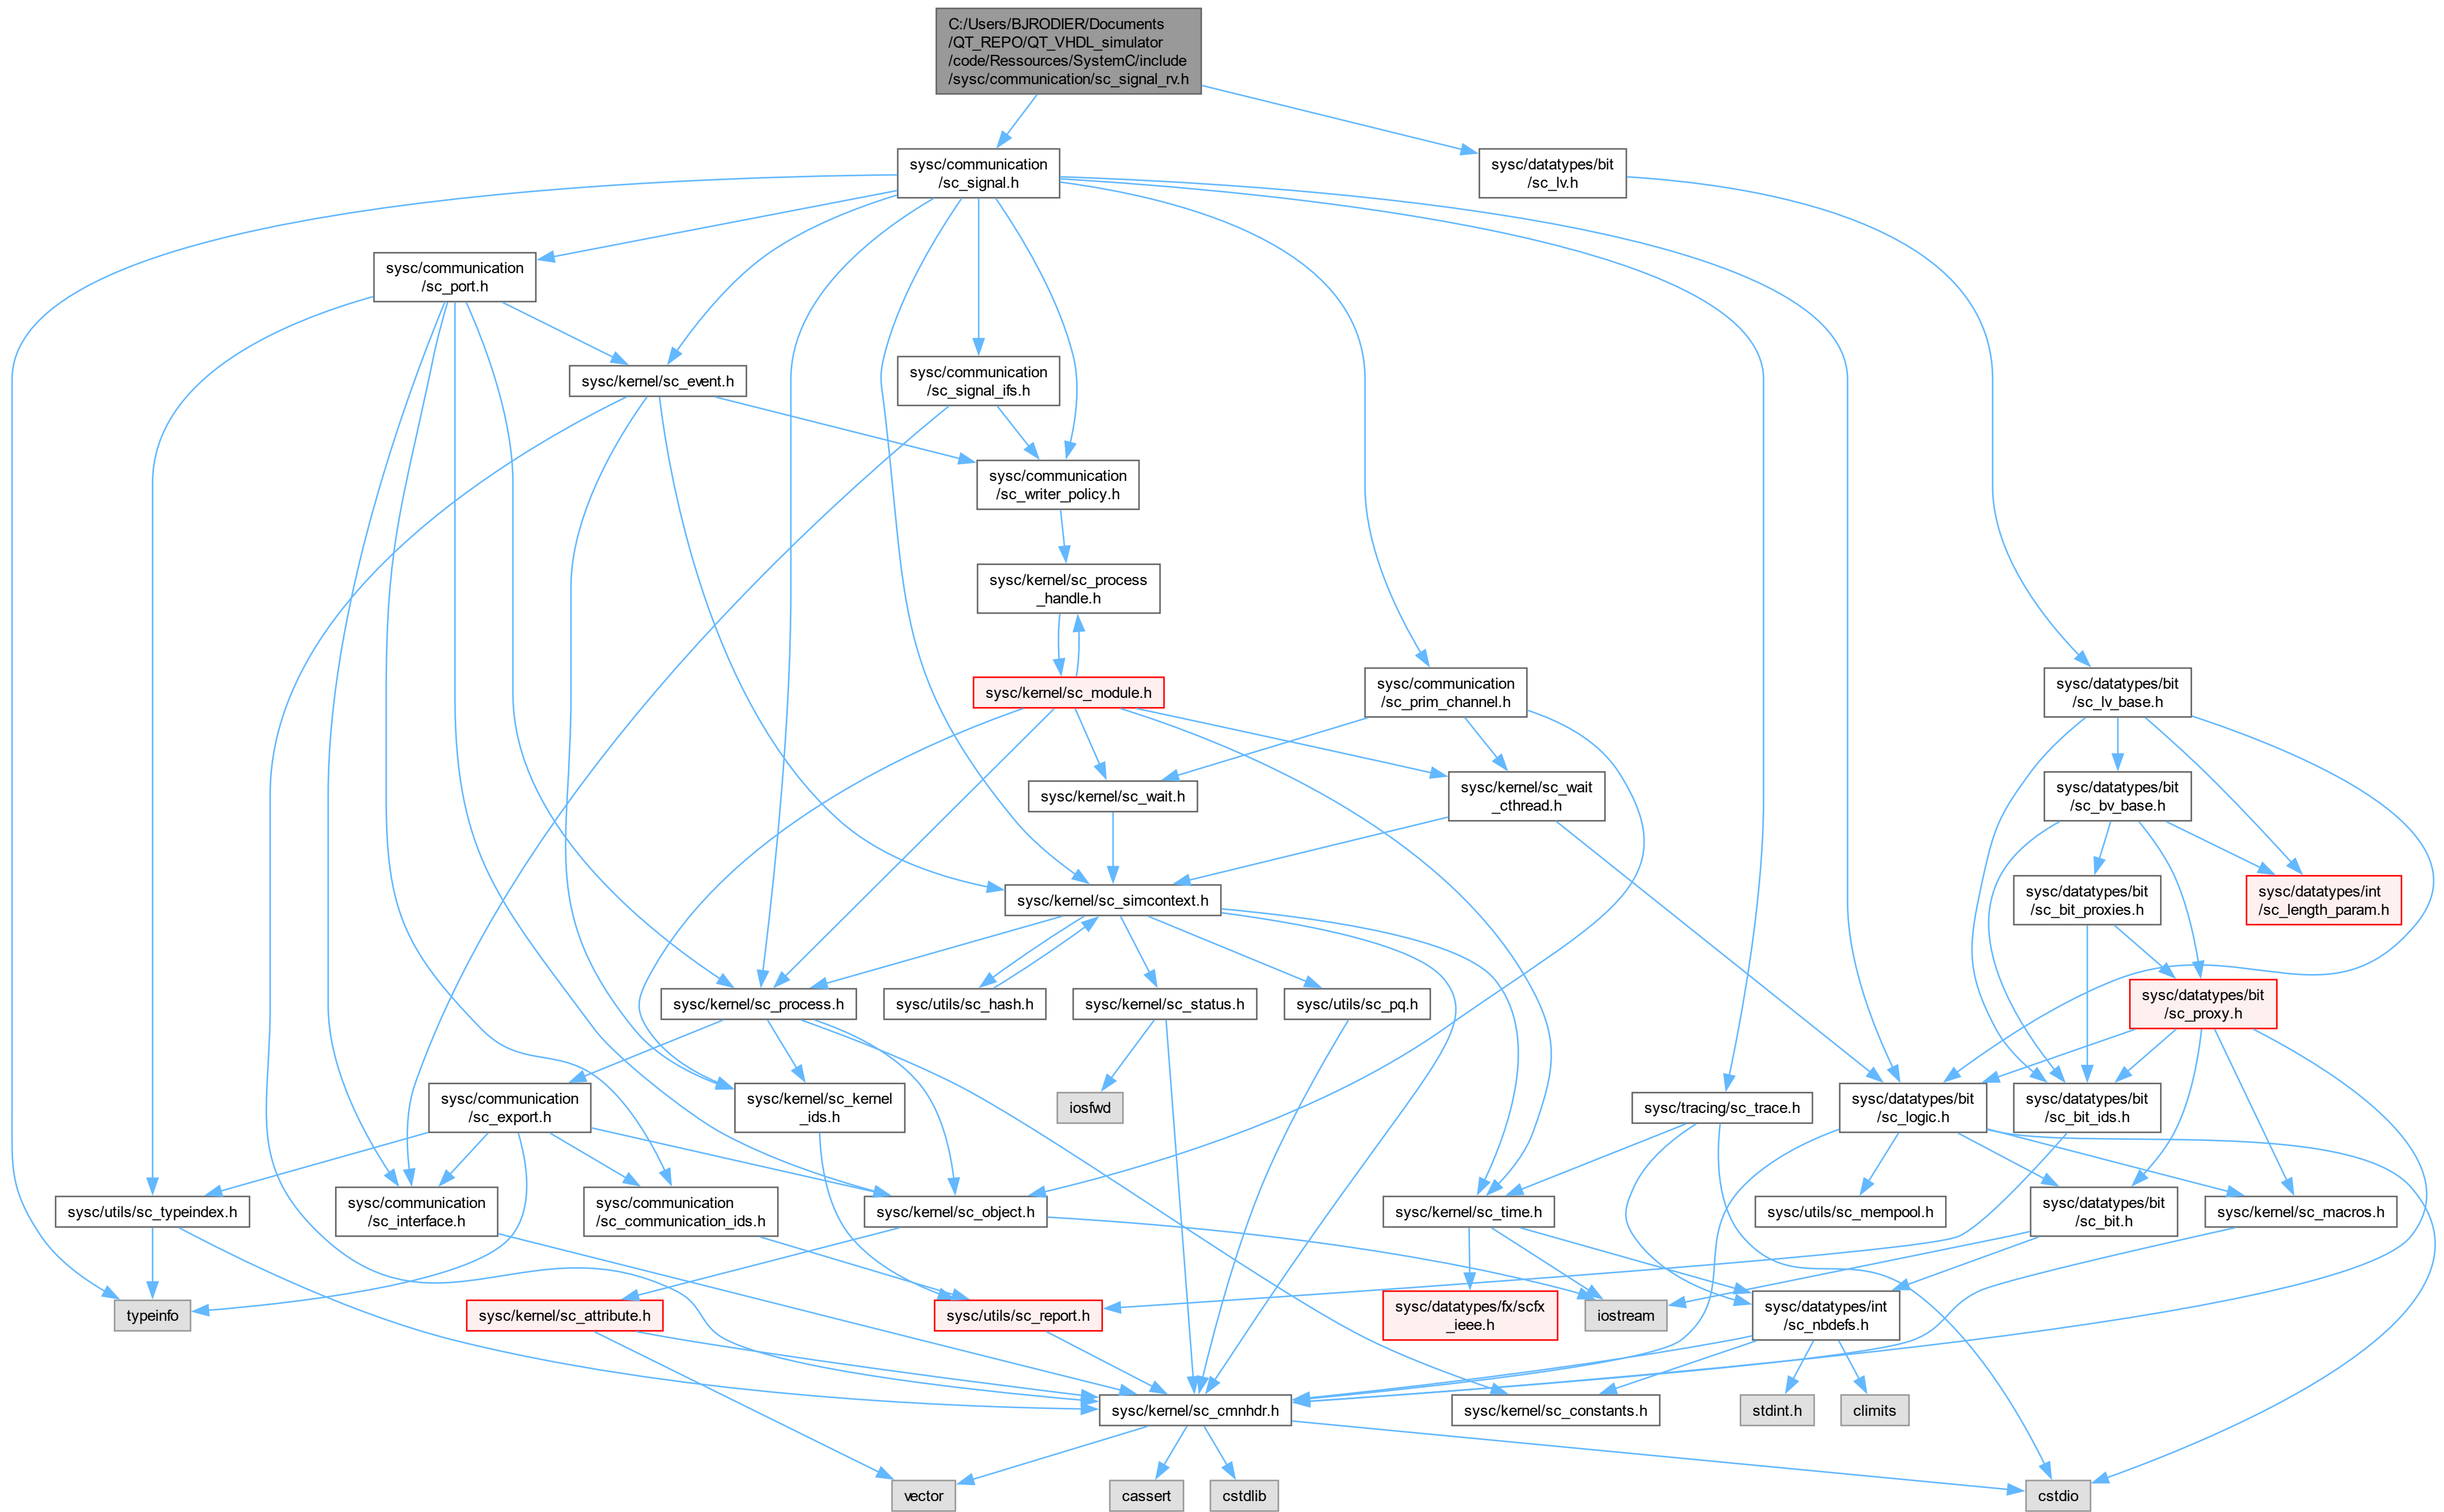 C:/Users/BJRODIER/Documents
/QT_REPO/QT_VHDL_simulator
/code/Ressources/SystemC/include
/sysc/communication/sc_signal_rv.h
sysc/communication
/sc_signal.h
sysc/datatypes/bit
/sc_lv.h
sysc/communication
/sc_port.h
sysc/kernel/sc_event.h
sysc/communication
/sc_signal_ifs.h
sysc/communication
/sc_writer_policy.h
sysc/kernel/sc_process
_handle.h
sysc/kernel/sc_module.h
sysc/communication
/sc_prim_channel.h
sysc/datatypes/bit
/sc_lv_base.h
sysc/kernel/sc_wait.h
sysc/kernel/sc_wait
_cthread.h
sysc/datatypes/bit
/sc_bv_base.h
sysc/kernel/sc_simcontext.h
sysc/datatypes/bit
/sc_bit_proxies.h
sysc/datatypes/int
/sc_length_param.h
sysc/kernel/sc_process.h
sysc/utils/sc_hash.h
sysc/kernel/sc_status.h
sysc/utils/sc_pq.h
sysc/datatypes/bit
/sc_proxy.h
sysc/communication
/sc_export.h
sysc/kernel/sc_kernel
_ids.h
iosfwd
sysc/tracing/sc_trace.h
sysc/datatypes/bit
/sc_logic.h
sysc/datatypes/bit
/sc_bit_ids.h
sysc/utils/sc_typeindex.h
sysc/communication
/sc_interface.h
sysc/communication
/sc_communication_ids.h
sysc/kernel/sc_object.h
sysc/kernel/sc_time.h
sysc/utils/sc_mempool.h
sysc/datatypes/bit
/sc_bit.h
sysc/kernel/sc_macros.h
typeinfo
sysc/kernel/sc_attribute.h
sysc/utils/sc_report.h
sysc/datatypes/fx/scfx
_ieee.h
iostream
sysc/datatypes/int
/sc_nbdefs.h
sysc/kernel/sc_cmnhdr.h
sysc/kernel/sc_constants.h
stdint.h
climits
vector
cassert
cstdlib
cstdio